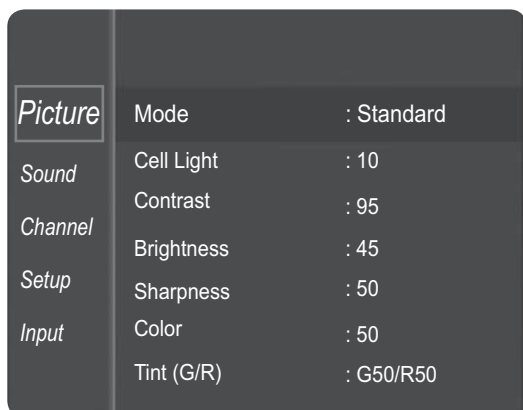 Picture
Sound
Channel
Setup
Input
Mode : Standard
Cell Light : 10
Contrast : 95
Brightness : 45
Sharpness : 50
Color : 50
Tint (G/R) : G50/R50